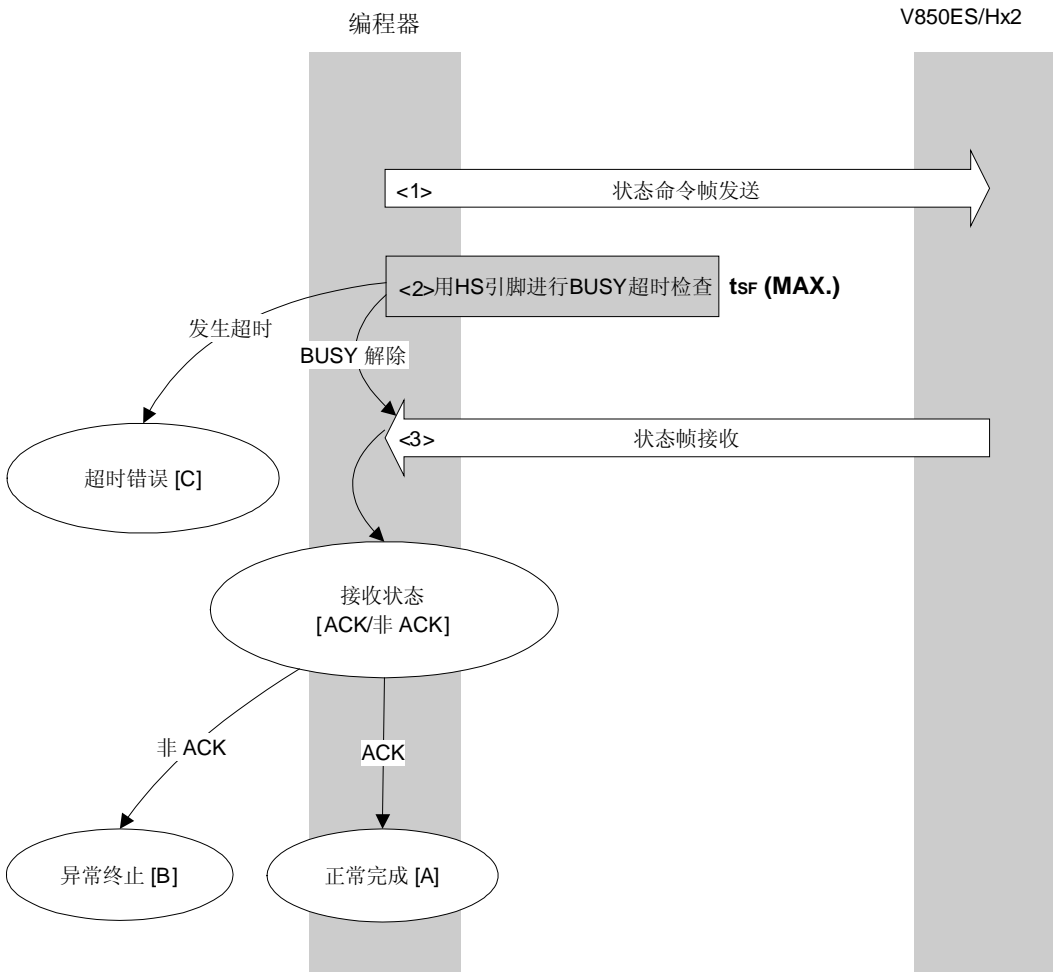 编程器
V850ES/Hx2
<1> 状态命令帧发送
<2>用HS引脚进行BUSY超时检查 tSF (MAX.)
发生超时
BUSY 解除
<3> 状态帧接收
超时错误 [C]
接收状态
[ACK/非 ACK]
非 ACK
ACK
异常终止 [B]
正常完成 [A]